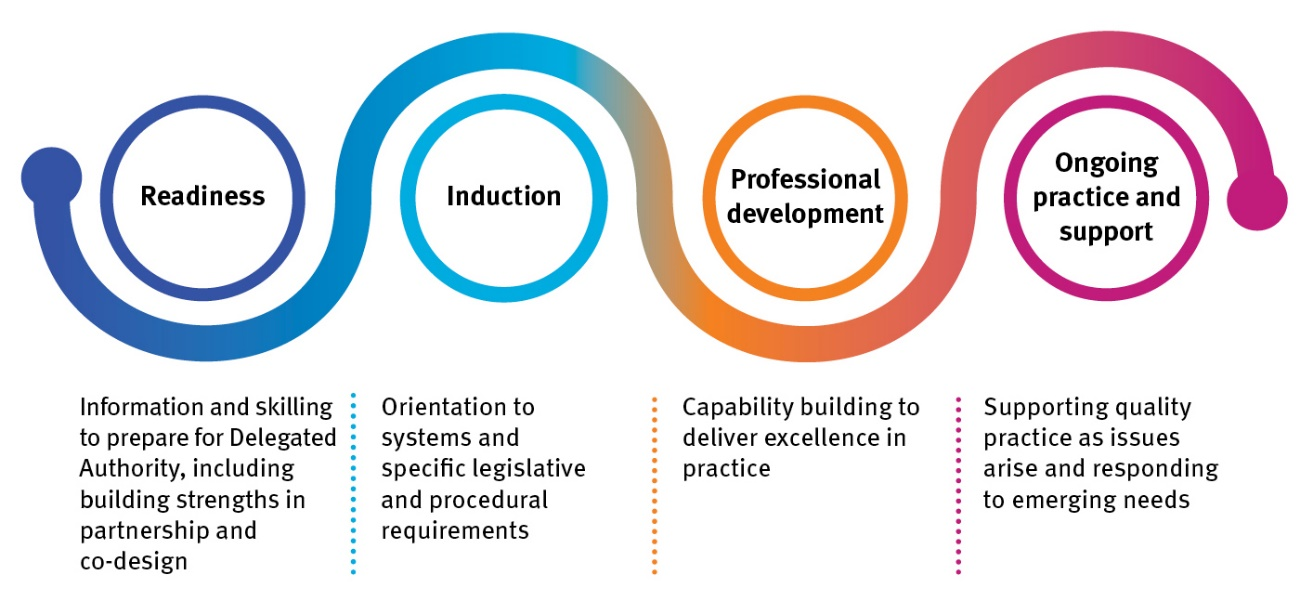 Readiness
Induction
Professional
development
Ongoing
practice and
support
Information and skilling
to prepare for Delegated
Authority, including
building strengths in
partnership and
co-design
Orientation to
systems and
specific legislative
and procedural
requirements
Capability building to
deliver excellence in
practice
Supporting quality
practice as issues
arise and responding
to emerging needs